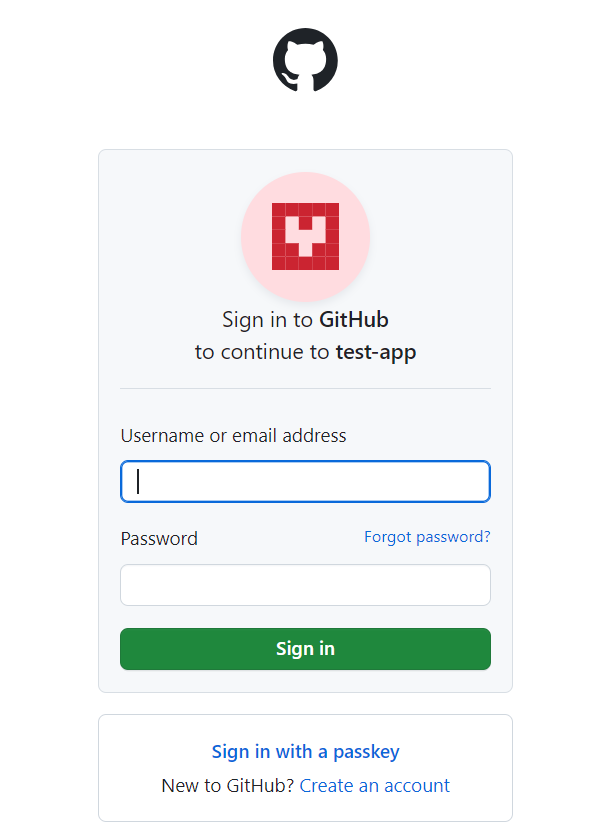 Sign in to GitHub
to continue to test-app
Username or email address
Password Forgot password?
Sign in
Sign in with a passkey
New to GitHub? Create an account